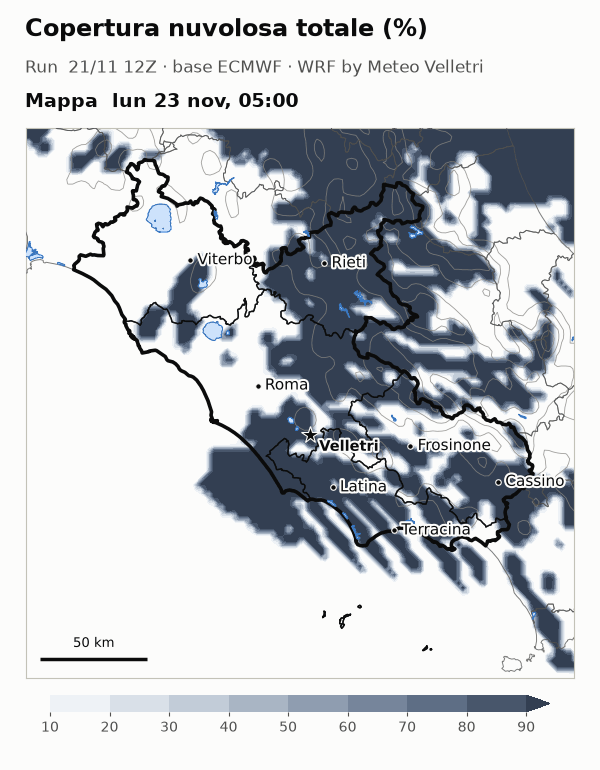 Copertura nuvolosa totale (%)
Run  21/11 12Z · base ECMWF · WRF by Meteo Velletri
Mappa  lun 23 nov, 05:00
Viterbo
Rieti
Roma
Velletri
Frosinone
Latina
Cassino
Terracina
50 km
10 20 30 40 50 60 70 80 90